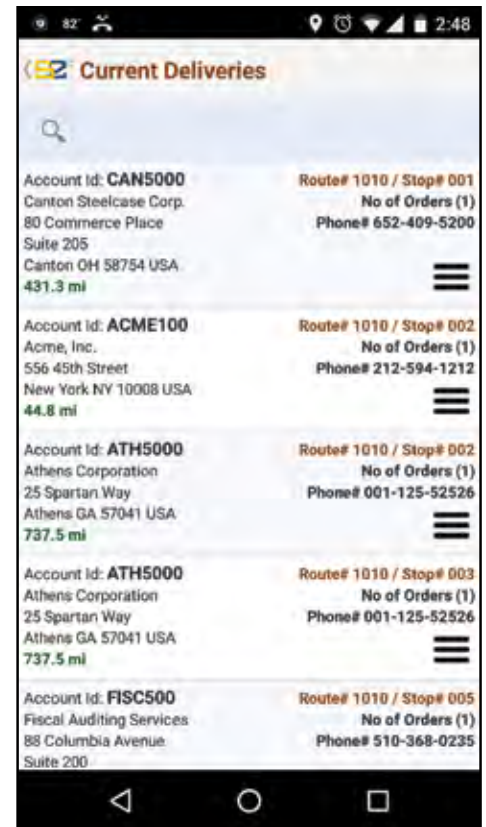 82° 2:48
S2 Current Deliveries
Account Id: CAN5000 Route# 1010 / Stop# 001
Canton Steelcase Corp. No of Orders (1)
80 Commerce Place Phone# 652-409-5200
Suite 205
Canton OH 58754 USA
431.3 mi
Account Id: ACME100 Route# 1010 / Stop# 002
Acme, Inc. No of Orders (1)
556 45th Street Phone# 212-594-1212
New York NY 10008 USA
44.8 mi
Account Id: ATH5000 Route# 1010 / Stop# 002
Athens Corporation No of Orders (1)
25 Spartan Way Phone# 001-125-52526
Athens GA 57041 USA
737.5 mi
Account Id: ATH5000 Route# 1010 / Stop# 003
Athens Corporation No of Orders (1)
25 Spartan Way Phone# 001-125-52526
Athens GA 57041 USA
737.5 mi
Account Id: FISC500 Route# 1010 / Stop# 005
Fiscal Auditing Services No of Orders (1)
88 Columbia Avenue Phone# 510-368-0235
Suite 200